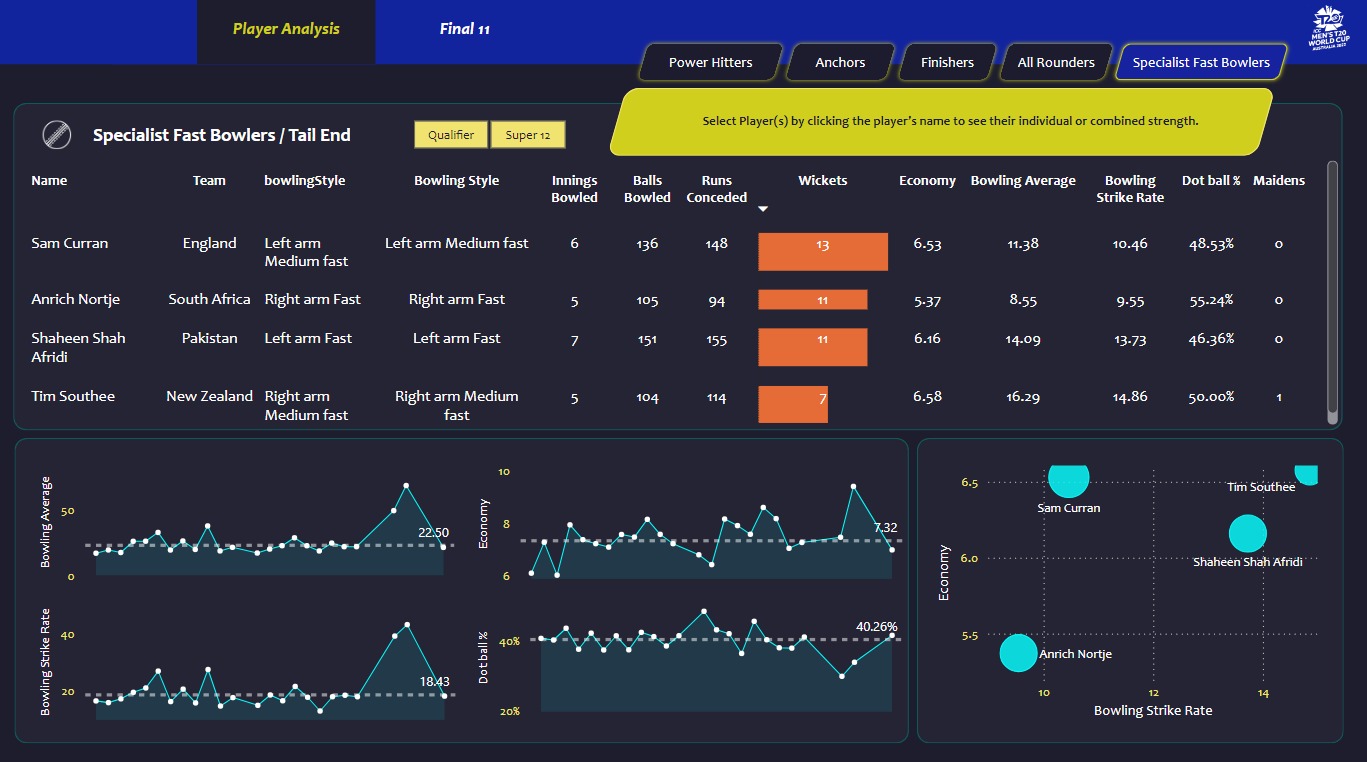 Player Analysis
Final 11
T20
ICC
MEN'S T20
WORLD CUP
AUSTRALIA 2022
Power Hitters
Anchors
Finishers
All Rounders
Specialist Fast Bowlers
Select Player(s) by clicking the player's name to see their individual or combined strength.
Specialist Fast Bowlers / Tail End
Qualifier
Super 12
Name Team bowlingStyle Bowling Style Innings Bowled Balls Bowled Runs Conceded Wickets Economy Bowling Average Bowling Strike Rate Dot ball % Maidens
Sam Curran England Left arm Medium fast Left arm Medium fast 6 136 148 13 6.53 11.38 10.46 48.53% 0
Anrich Nortje South Africa Right arm Fast Right arm Fast 5 105 94 11 5.37 8.55 9.55 55.24% 0
Shaheen Shah Afridi Pakistan Left arm Fast Left arm Fast 7 151 155 11 6.16 14.09 13.73 46.36% 0
Tim Southee New Zealand Right arm Medium fast Right arm Medium fast 5 104 114 7 6.58 16.29 14.86 50.00% 1
Bowling Average
50
0
22.50
Economy
10
8
6
7.32
Bowling Strike Rate
40
20
18.43
Dot ball %
40%
20%
40.26%
Economy
6.5
6.0
5.5
Tim Southee
Sam Curran
Shaheen Shah Afridi
Anrich Nortje
10
12
14
Bowling Strike Rate